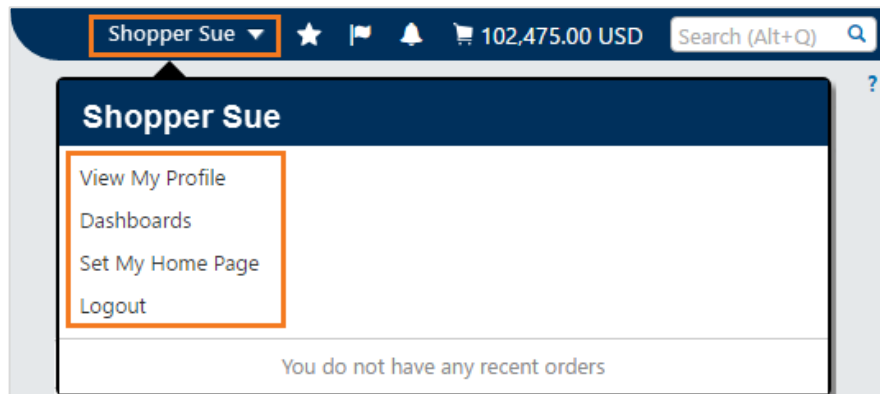 Shopper Sue 102,475.00 USD Search (Alt+Q)
?
Shopper Sue
View My Profile
Dashboards
Set My Home Page
Logout
You do not have any recent orders